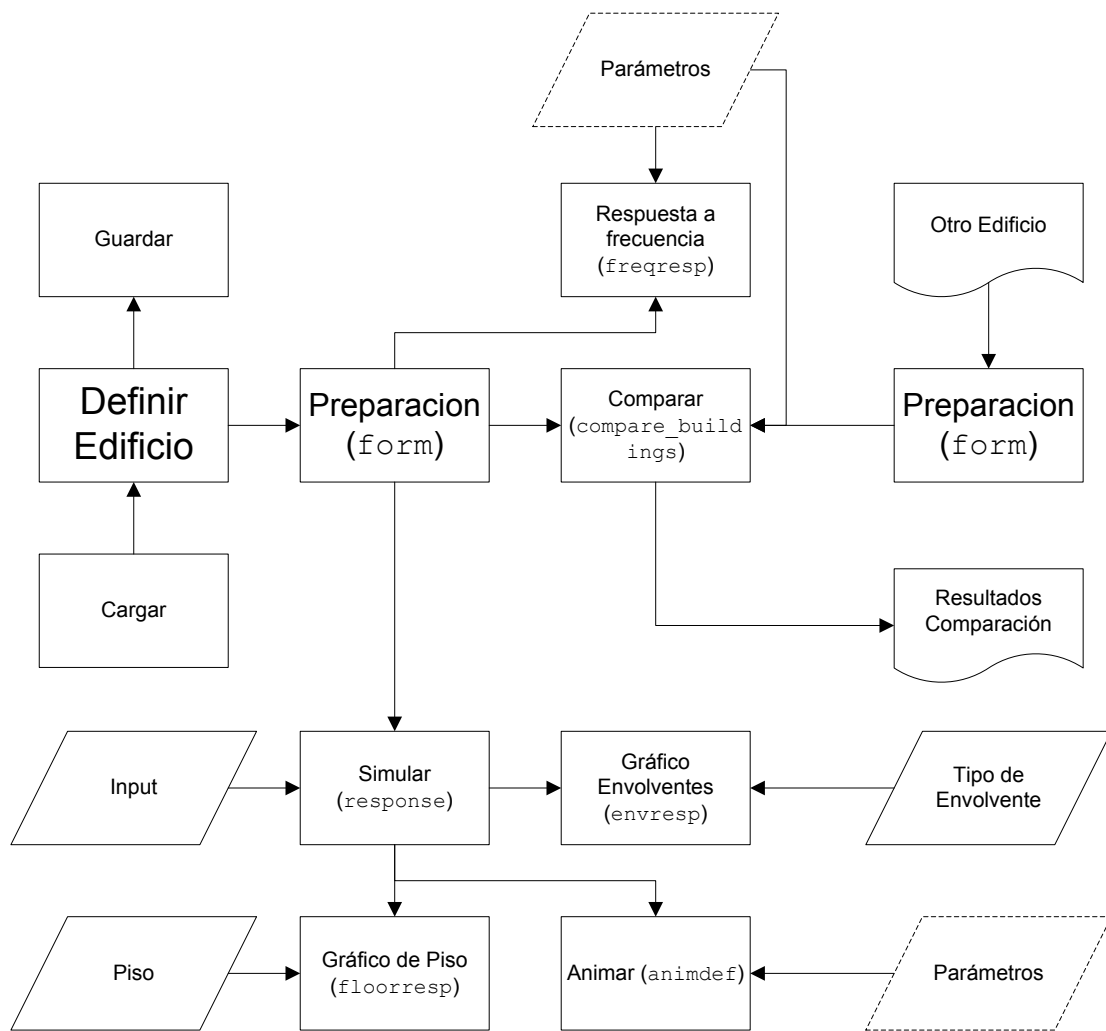 Parámetros
Guardar
Respuesta a
frecuencia
(freqresp)
Otro Edificio
Definir
Edificio
Preparacion
(form)
Comparar
(compare_build
ings)
Preparacion
(form)
Cargar
Resultados
Comparación
Input
Simular
(response)
Gráfico
Envolventes
(envresp)
Tipo de
Envolvente
Piso
Gráfico de Piso
(floorresp)
Animar (animdef)
Parámetros